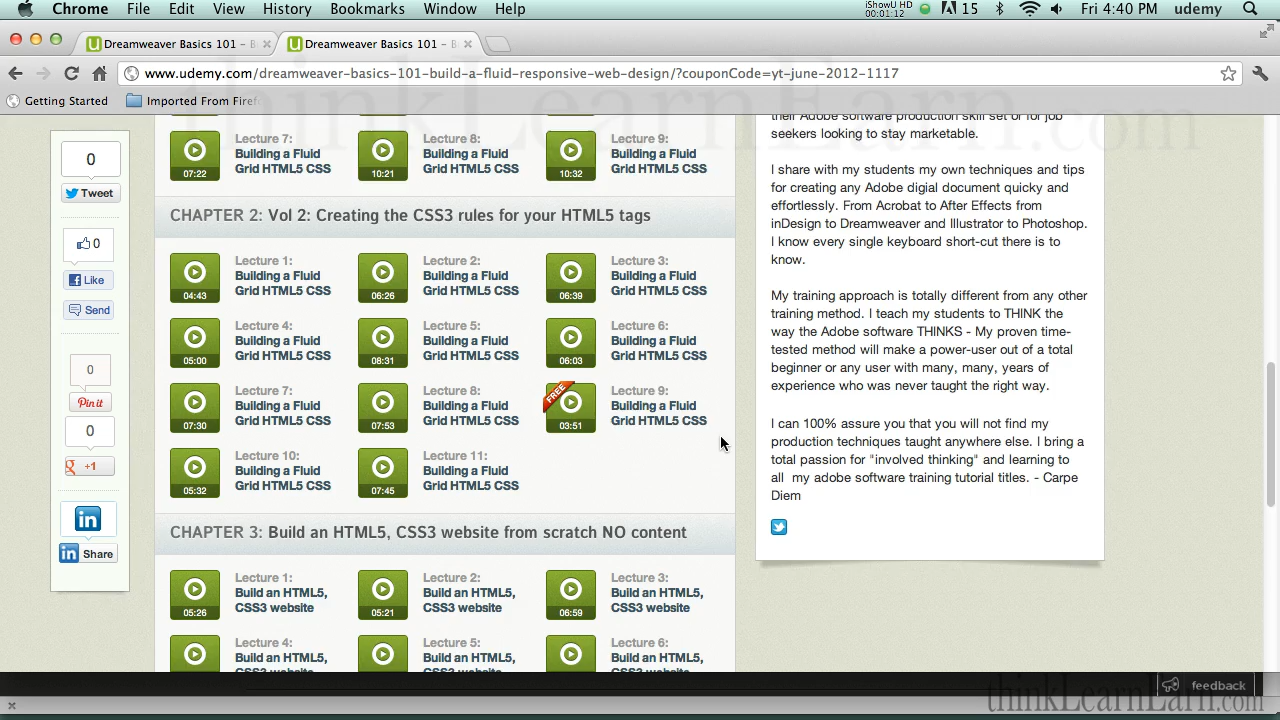 Chrome File Edit View History Bookmarks Window Help
iShowU HD
00:01:12
15
Fri 4:40 PM udemy
Dreamweaver Basics 101 – B
Dreamweaver Basics 101 – B
www.udemy.com/dreamweaver-basics-101-build-a-fluid-responsive-web-design/?couponCode=yt-june-2012-1117
Getting Started
Imported From Firef
thinkLearnEarn.com
0
Tweet
0
Like
Send
0
Pin it
0
+1
in
Share
Lecture 7:
Building a Fluid
Grid HTML5 CSS
07:22
Lecture 8:
Building a Fluid
Grid HTML5 CSS
10:21
Lecture 9:
Building a Fluid
Grid HTML5 CSS
10:32
CHAPTER 2: Vol 2: Creating the CSS3 rules for your HTML5 tags
Lecture 1:
Building a Fluid
Grid HTML5 CSS
04:43
Lecture 2:
Building a Fluid
Grid HTML5 CSS
06:26
Lecture 3:
Building a Fluid
Grid HTML5 CSS
06:39
Lecture 4:
Building a Fluid
Grid HTML5 CSS
05:00
Lecture 5:
Building a Fluid
Grid HTML5 CSS
08:31
Lecture 6:
Building a Fluid
Grid HTML5 CSS
06:03
Lecture 7:
Building a Fluid
Grid HTML5 CSS
07:30
Lecture 8:
Building a Fluid
Grid HTML5 CSS
07:53
FREE
Lecture 9:
Building a Fluid
Grid HTML5 CSS
03:51
Lecture 10:
Building a Fluid
Grid HTML5 CSS
05:32
Lecture 11:
Building a Fluid
Grid HTML5 CSS
07:45
CHAPTER 3: Build an HTML5, CSS3 website from scratch NO content
Lecture 1:
Build an HTML5,
CSS3 website
05:26
Lecture 2:
Build an HTML5,
CSS3 website
05:21
Lecture 3:
Build an HTML5,
CSS3 website
06:59
Lecture 4:
Build an HTML5,
CSS3 website
Lecture 5:
Build an HTML5,
CSS3 website
Lecture 6:
Build an HTML5,
CSS3 website
their Adobe software production skill set or for job
seekers looking to stay marketable.
I share with my students my own techniques and tips
for creating any Adobe digial document quicky and
effortlessly. From Acrobat to After Effects from
inDesign to Dreamweaver and Illustrator to Photoshop.
I know every single keyboard short-cut there is to
know.
My training approach is totally different from any other
training method. I teach my students to THINK the
way the Adobe software THINKS - My proven time-
tested method will make a power-user out of a total
beginner or any user with many, many, years of
experience who was never taught the right way.
I can 100% assure you that you will not find my
production techniques taught anywhere else. I bring a
total passion for "involved thinking" and learning to
all my adobe software training tutorial titles. - Carpe
Diem
feedback
thinkLearnEarn.com